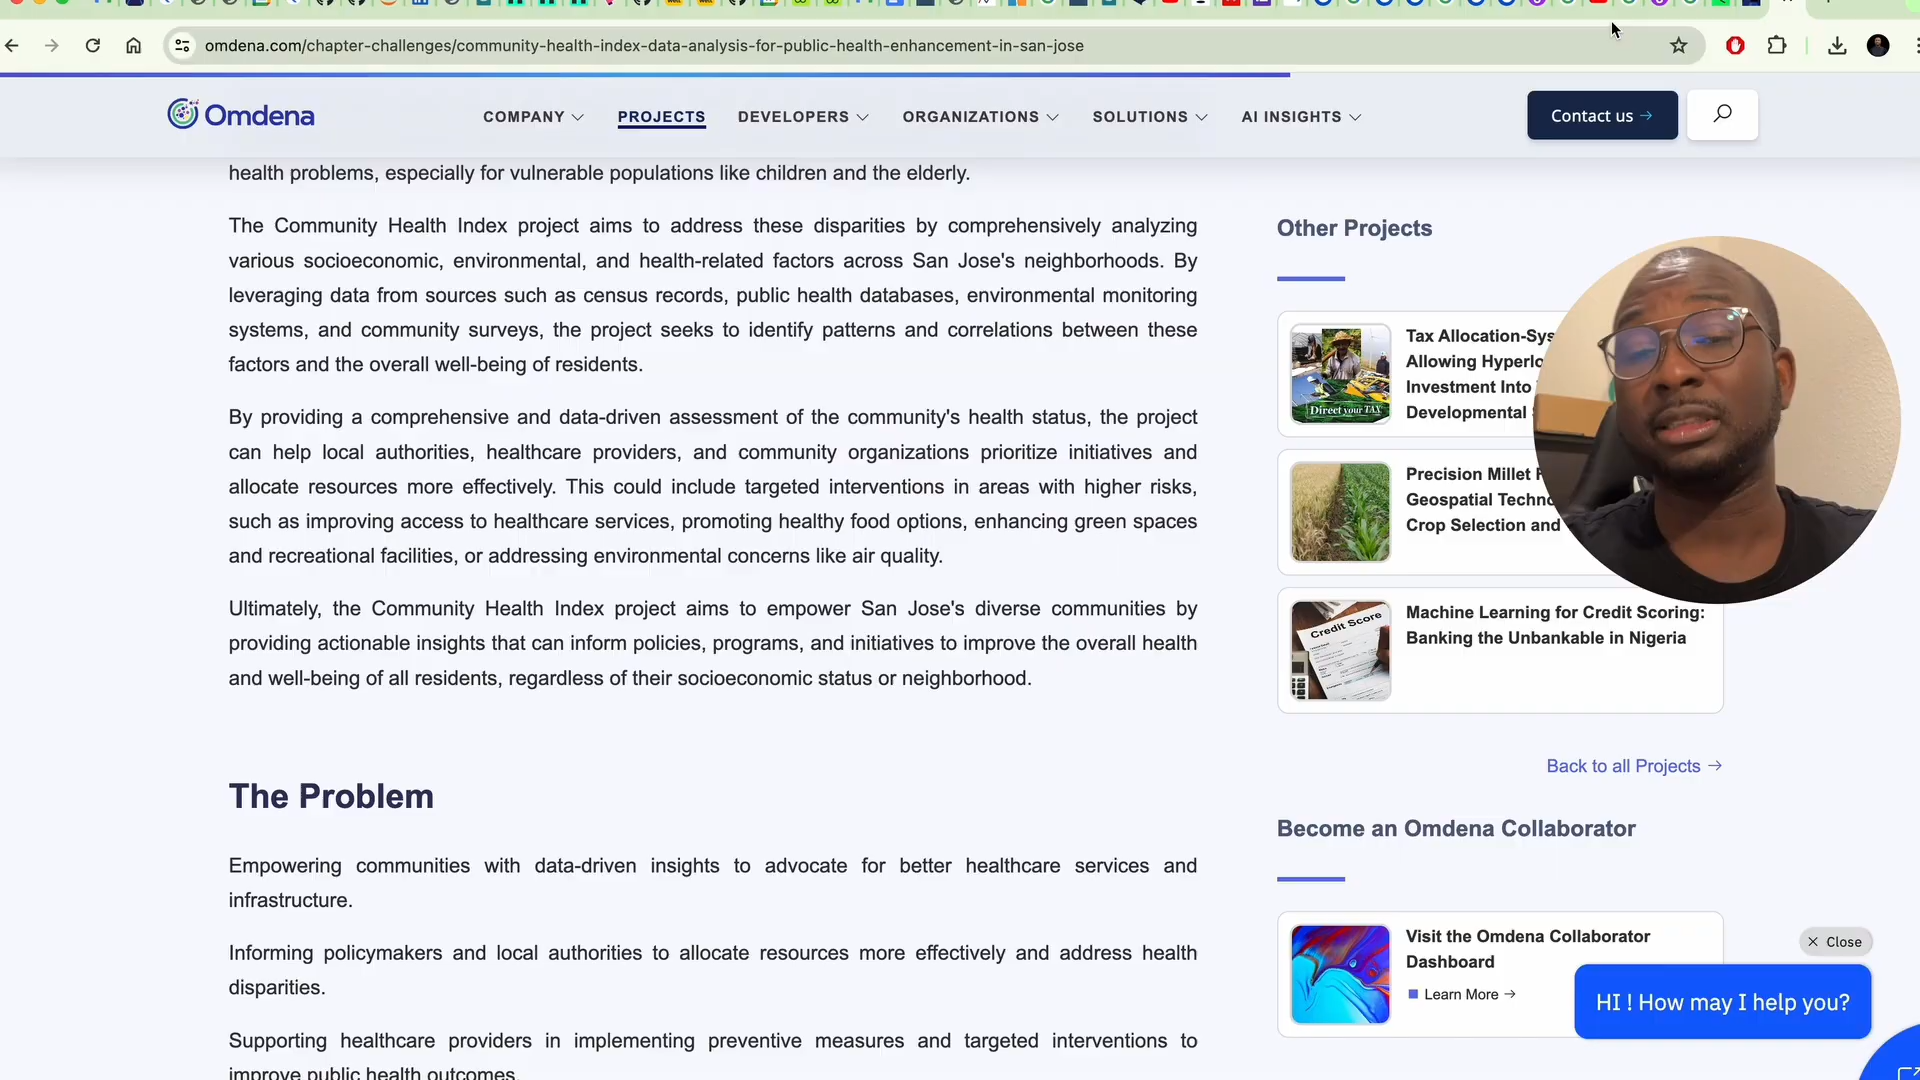 omdena.com/chapter-challenges/community-health-index-data-analysis-for-public-health-enhancement-in-san-jose
Omdena
COMPANY
PROJECTS
DEVELOPERS
ORGANIZATIONS
SOLUTIONS
AI INSIGHTS
Contact us →
health problems, especially for vulnerable populations like children and the elderly.
The Community Health Index project aims to address these disparities by comprehensively analyzing
various socioeconomic, environmental, and health-related factors across San Jose's neighborhoods. By
leveraging data from sources such as census records, public health databases, environmental monitoring
systems, and community surveys, the project seeks to identify patterns and correlations between these
factors and the overall well-being of residents.
By providing a comprehensive and data-driven assessment of the community's health status, the project
can help local authorities, healthcare providers, and community organizations prioritize initiatives and
allocate resources more effectively. This could include targeted interventions in areas with higher risks,
such as improving access to healthcare services, promoting healthy food options, enhancing green spaces
and recreational facilities, or addressing environmental concerns like air quality.
Ultimately, the Community Health Index project aims to empower San Jose's diverse communities by
providing actionable insights that can inform policies, programs, and initiatives to improve the overall health
and well-being of all residents, regardless of their socioeconomic status or neighborhood.
The Problem
Empowering communities with data-driven insights to advocate for better healthcare services and
infrastructure.
Informing policymakers and local authorities to allocate resources more effectively and address health
disparities.
Supporting healthcare providers in implementing preventive measures and targeted interventions to
improve public health outcomes.
Other Projects
Direct your TAX
Tax Allocation-Sys
Allowing Hyperlo
Investment Into
Developmental
Precision Millet
Geospatial Techno
Crop Selection and
Credit Score
Machine Learning for Credit Scoring:
Banking the Unbankable in Nigeria
Back to all Projects →
Become an Omdena Collaborator
Visit the Omdena Collaborator
Dashboard
Learn More →
Close
HI ! How may I help you?